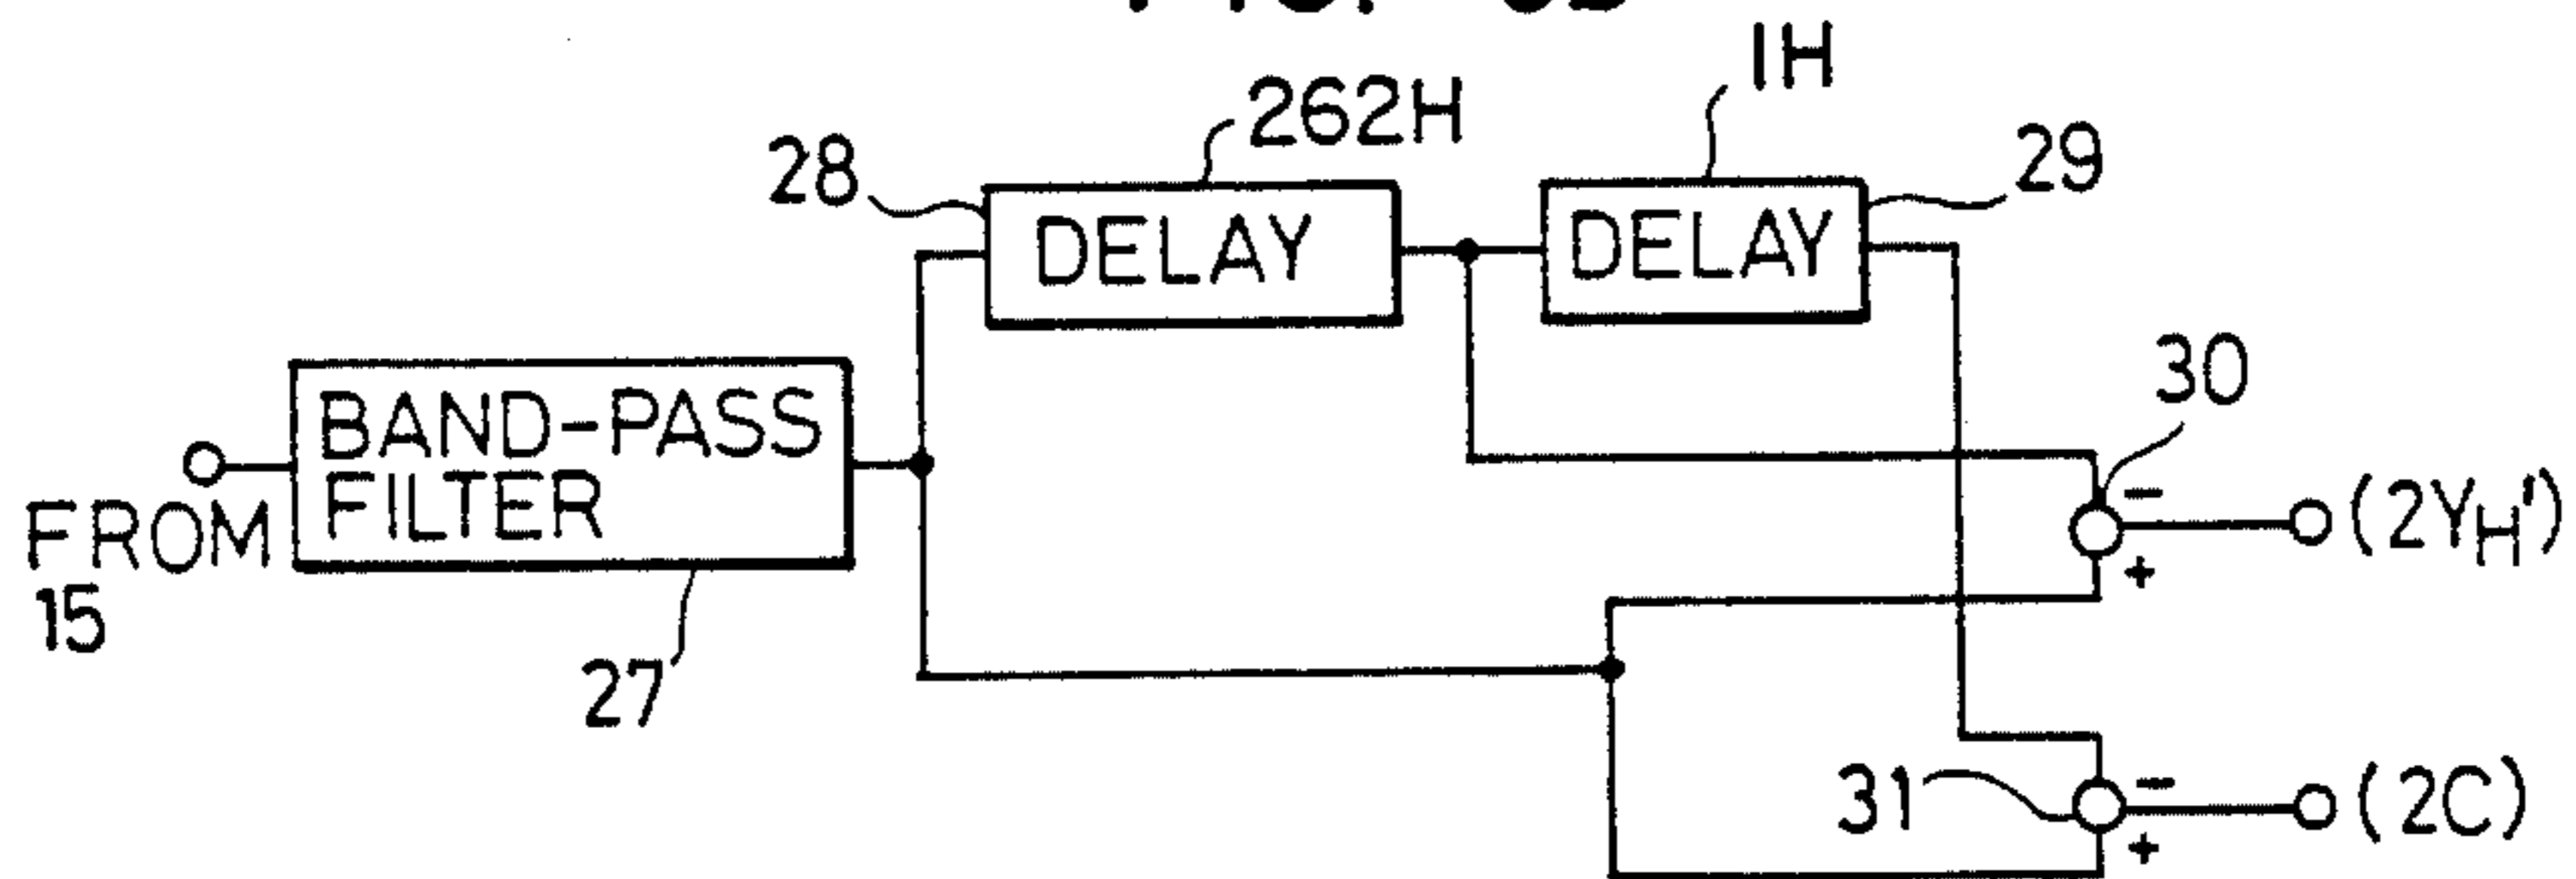 1H
262H
28
29
DELAY
DELAY
30
BAND-PASS
FILTER
(2YH')
FROM
15
27
31
(2C)
-
+
-
+